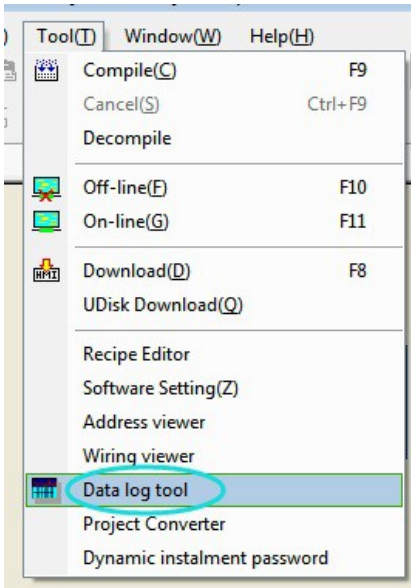 Tool(T) Window(W) Help(H)
Compile(C) F9
Cancel(S) Ctrl+F9
Decompile
Off-line(F) F10
On-line(G) F11
HMI Download(D) F8
UDisk Download(Q)
Recipe Editor
Software Setting(Z)
Address viewer
Wiring viewer
Data log tool
Project Converter
Dynamic instalment password